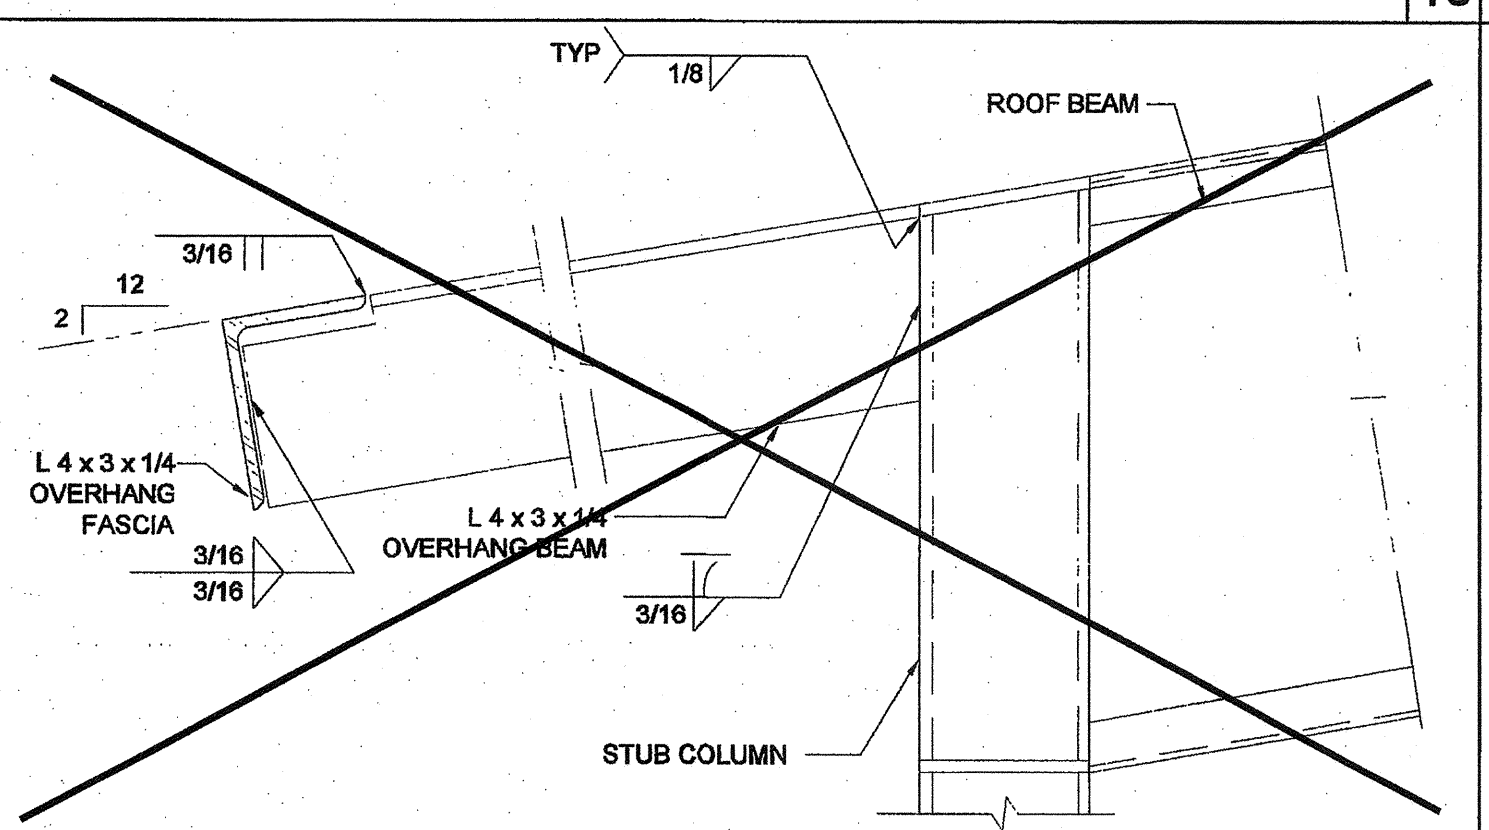 TYP
1/8
ROOF BEAM
3/16
12
2
L 4 x 3 x 1/4
OVERHANG
FASCIA
L 4 x 3 x 1/4
OVERHANG BEAM
3/16
3/16
3/16
STUB COLUMN